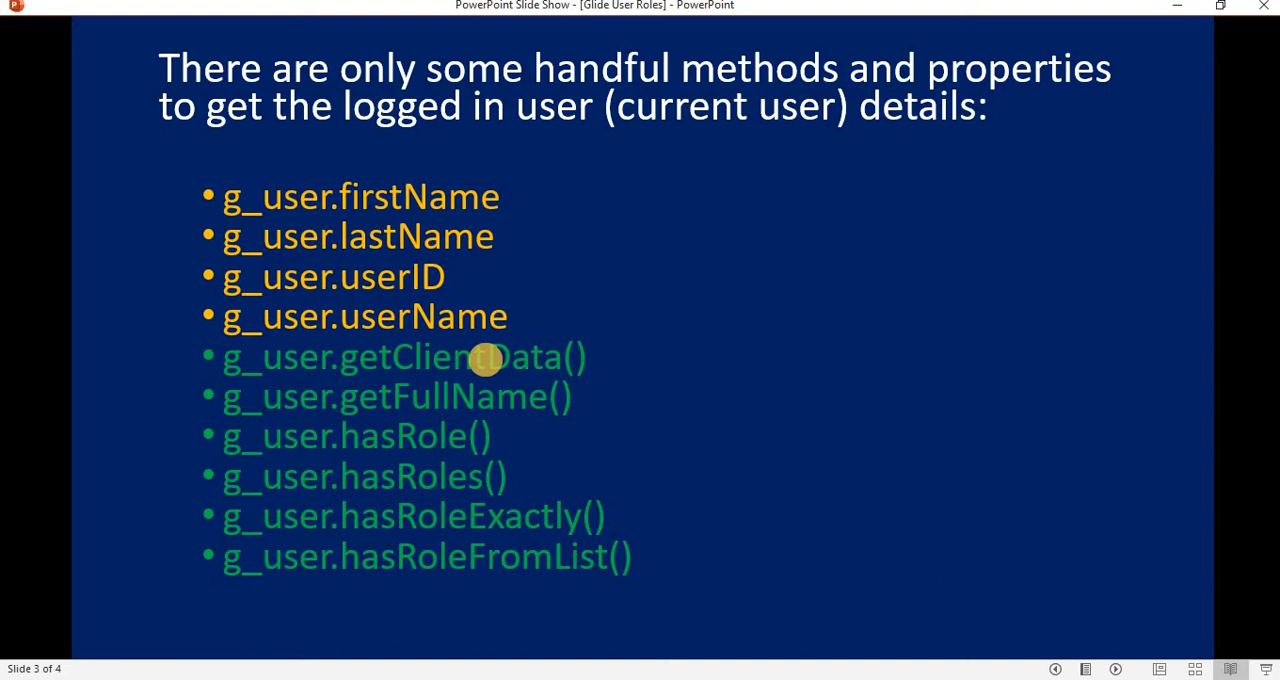 PowerPoint Slide Show - [Glide User Roles] - PowerPoint
There are only some handful methods and properties
to get the logged in user (current user) details:
• g_user.firstName
• g_user.lastName
• g_user.userID
• g_user.userName
• g_user.getClientData()
• g_user.getFullName()
• g_user.hasRole()
• g_user.hasRoles()
• g_user.hasRoleExactly()
• g_user.hasRoleFromList()
Slide 3 of 4